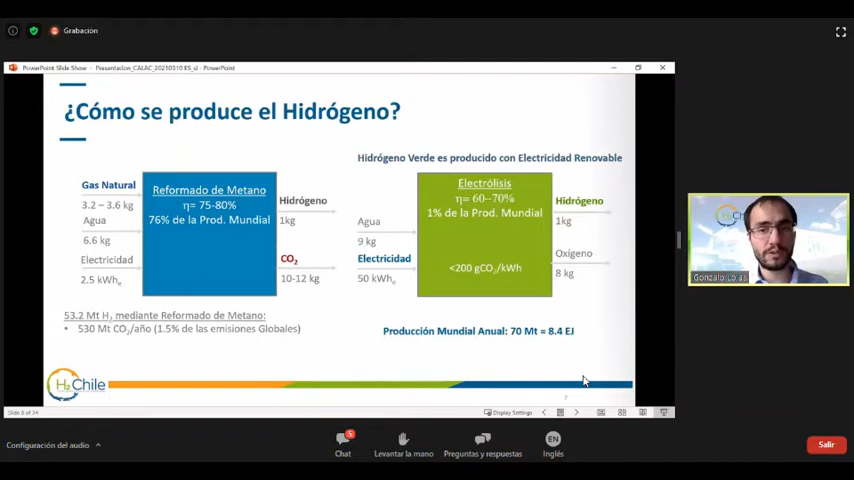 Grabación
PowerPoint Slide Show - Presentacion_CALAC_20210310 ES_sl - PowerPoint
¿Cómo se produce el Hidrógeno?
Hidrógeno Verde es producido con Electricidad Renovable
Gas Natural
3.2 – 3.6 kg
Agua
6.6 kg
Electricidad
2.5 kWhₑ
Reformado de Metano
η= 75-80%
76% de la Prod. Mundial
Hidrógeno
1kg
CO₂
10-12 kg
Agua
9 kg
Electricidad
50 kWhₑ
Electrólisis
η= 60–70%
1% de la Prod. Mundial
<200 gCO₂/kWh
Hidrógeno
1kg
Oxígeno
8 kg
53.2 Mt H₂ mediante Reformado de Metano:
• 530 Mt CO₂/año (1.5% de las emisiones Globales)
Producción Mundial Anual: 70 Mt = 8.4 EJ
H₂Chile
7
Slide 8 of 34
Display Settings
H₂Ch
Gonzalo
Configuración del audio
5
Chat
Levantar la mano
Preguntas y respuestas
EN
Inglés
Salir